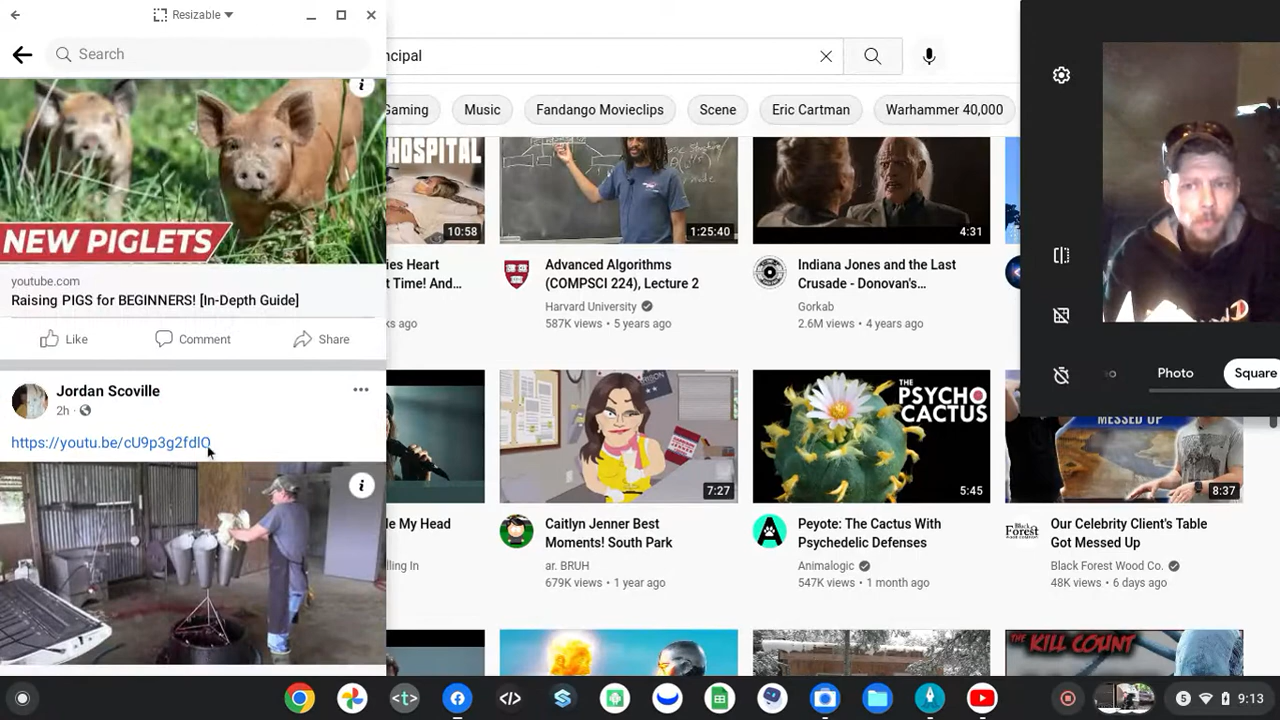 Resizable
Search
ncipal
Gaming
Music
Fandango Movieclips
Scene
Eric Cartman
Warhammer 40,000
NEW PIGLETS
youtube.com
Raising PIGS for BEGINNERS! [In-Depth Guide]
Like
Comment
Share
Jordan Scoville
2h
https://youtu.be/cU9p3g2fdIQ
HOSPITAL
10:58
1:25:40
4:31
ies Heart
t Time! And...
ks ago
Advanced Algorithms
(COMPSCI 224), Lecture 2
Harvard University
587K views • 5 years ago
Indiana Jones and the Last
Crusade - Donovan's...
Gorkab
2.6M views • 4 years ago
Photo
Square
7:27
THE
PSYCHO
CACTUS
5:45
MESSED UP
8:37
le My Head
lling In
Caitlyn Jenner Best
Moments! South Park
ar. BRUH
679K views • 1 year ago
Peyote: The Cactus With
Psychedelic Defenses
Animalogic
547K views • 1 month ago
Black
Forest
Our Celebrity Client's Table
Got Messed Up
Black Forest Wood Co.
48K views • 6 days ago
THE KILL COUNT
5
9:13